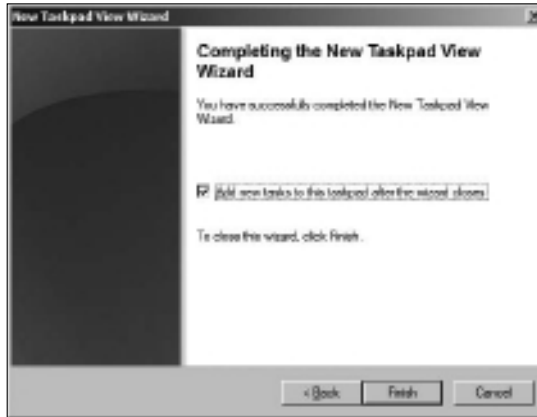 New Taskpad View Wizard
Completing the New Taskpad View
Wizard
You have successfully completed the New Taskpad View
Wizard.
Add new tasks to this taskpad after the wizard closes.
To close this wizard, click Finish.
< Back
Finish
Cancel